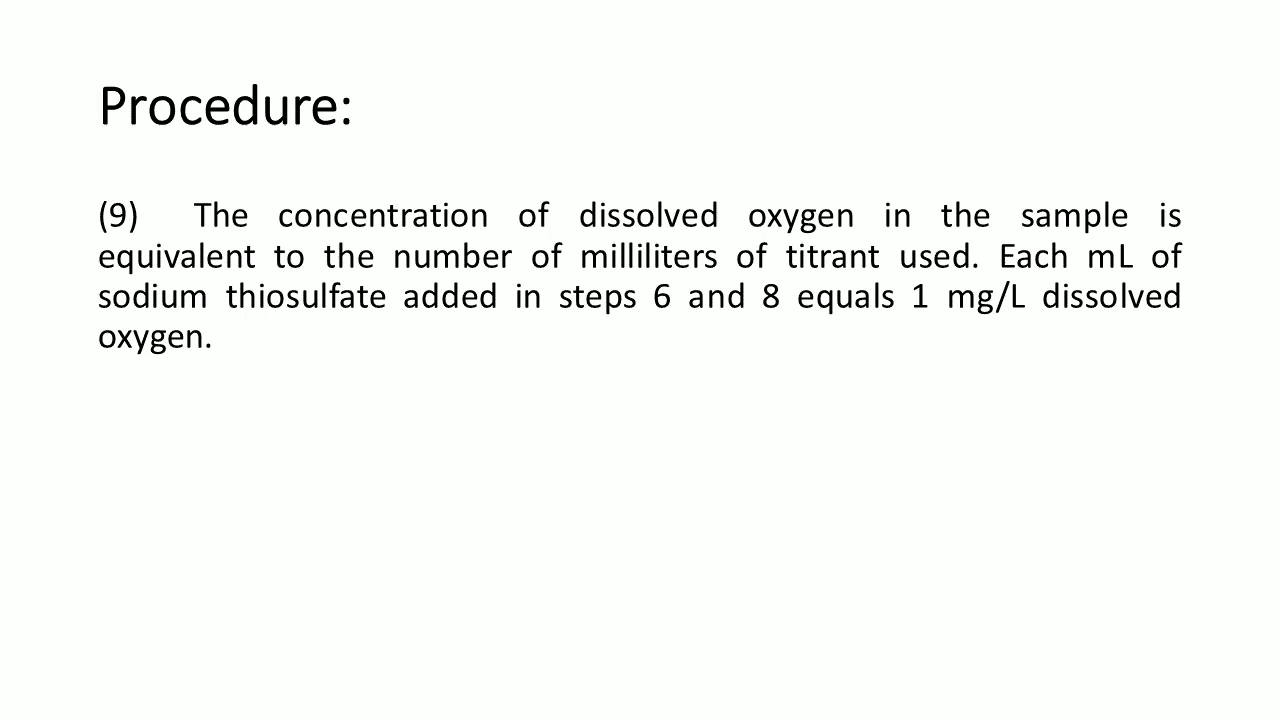 Procedure:
(9) The concentration of dissolved oxygen in the sample is
equivalent to the number of milliliters of titrant used. Each mL of
sodium thiosulfate added in steps 6 and 8 equals 1 mg/L dissolved
oxygen.